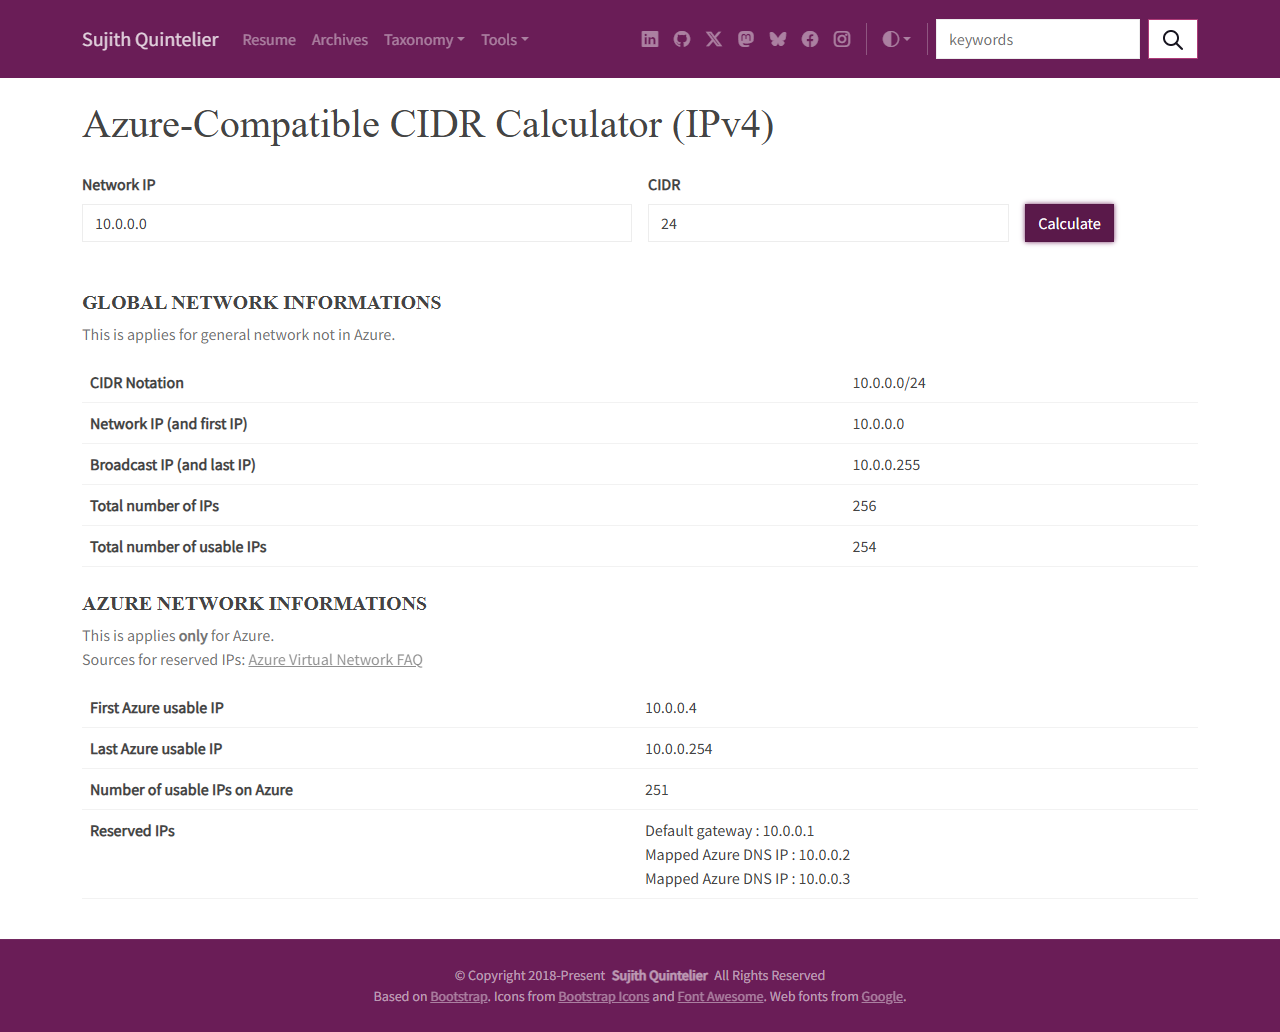 Sujith Quintelier Resume Archives Taxonomy Tools keywords
Azure-Compatible CIDR Calculator (IPv4)
Network IP CIDR
10.0.0.0 24 Calculate
GLOBAL NETWORK INFORMATIONS
This is applies for general network not in Azure.
CIDR Notation 10.0.0.0/24
Network IP (and first IP) 10.0.0.0
Broadcast IP (and last IP) 10.0.0.255
Total number of IPs 256
Total number of usable IPs 254
AZURE NETWORK INFORMATIONS
This is applies only for Azure.
Sources for reserved IPs: Azure Virtual Network FAQ
First Azure usable IP 10.0.0.4
Last Azure usable IP 10.0.0.254
Number of usable IPs on Azure 251
Reserved IPs Default gateway : 10.0.0.1
Mapped Azure DNS IP : 10.0.0.2
Mapped Azure DNS IP : 10.0.0.3
© Copyright 2018-Present Sujith Quintelier All Rights Reserved
Based on Bootstrap. Icons from Bootstrap Icons and Font Awesome. Web fonts from Google.